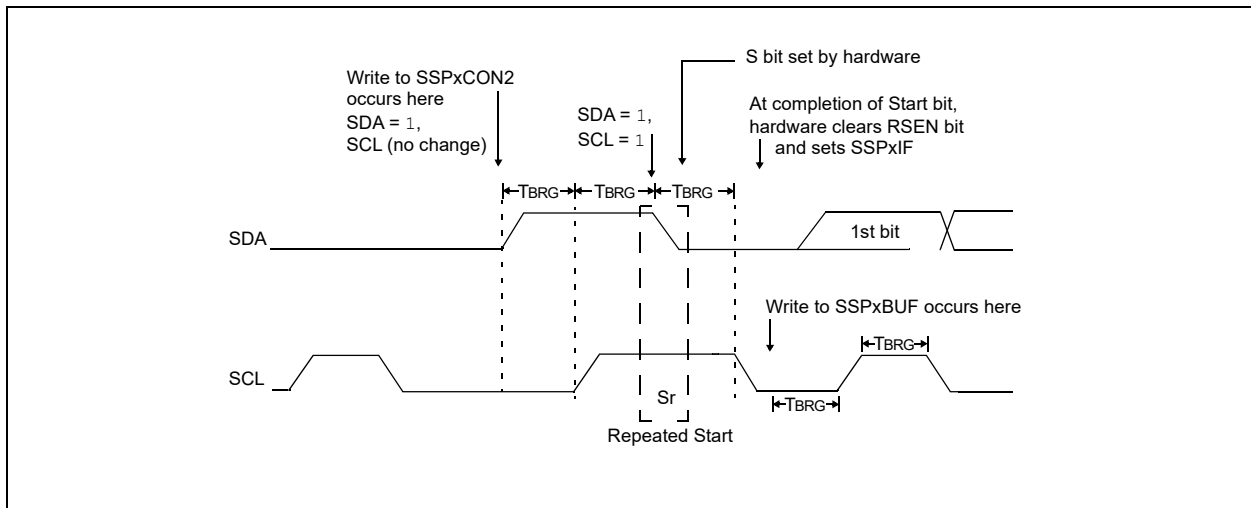 S bit set by hardware
Write to SSPxCON2
occurs here
SDA = 1,
SCL (no change)
SDA = 1,
SCL = 1
At completion of Start bit,
hardware clears RSEN bit
and sets SSPxIF
TBRG TBRG TBRG
SDA
1st bit
Write to SSPxBUF occurs here
TBRG
SCL
Sr
TBRG
Repeated Start